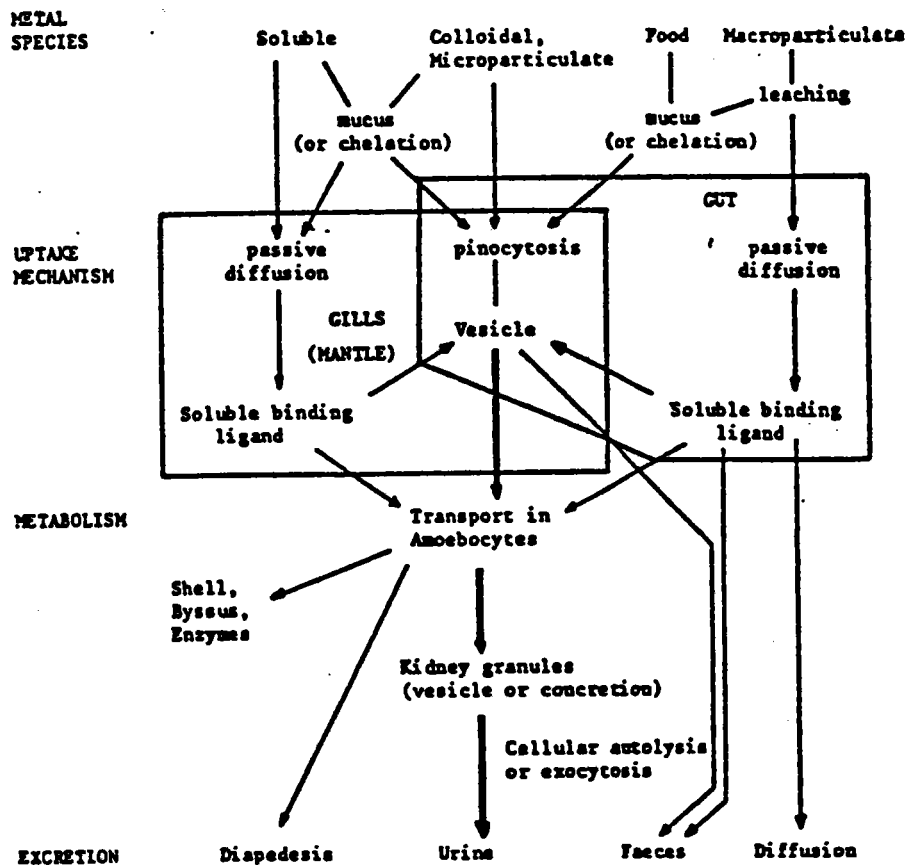 METAL
SPECIES
Soluble
Colloidal,
Microparticulate
Food
Macroparticulate
leaching
mucus
(or chelation)
mucus
(or chelation)
GUT
UPTAKE
MECHANISM
passive
diffusion
pinocytosis
passive
diffusion
GILLS
(MANTLE)
Vesicle
Soluble binding
ligand
Soluble binding
ligand
METABOLISM
Transport in
Amoebocytes
Shell,
Byssus,
Enzymes
Kidney granules
(vesicle or concretion)
Cellular autolysis
or exocytosis
EXCRETION
Diapedesis
Urine
Faeces
Diffusion